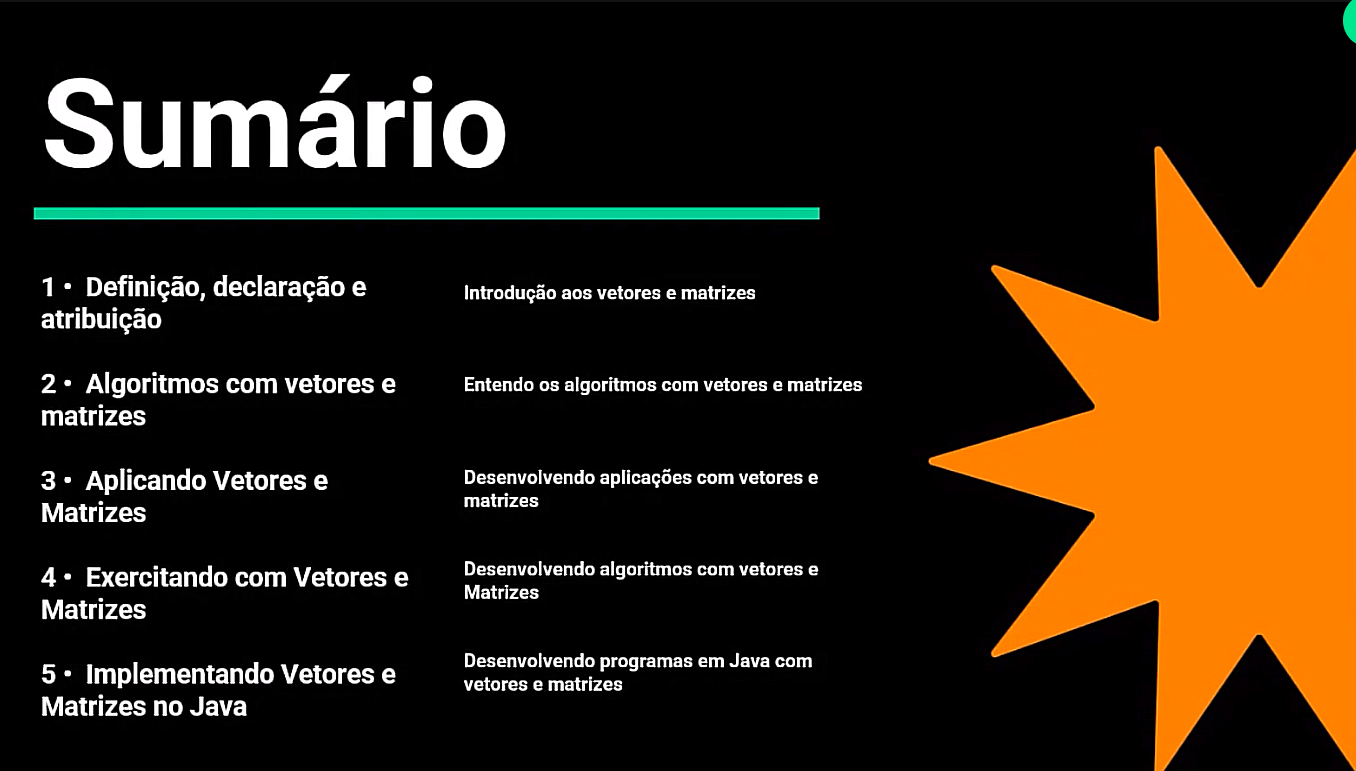 Sumário
1 • Definição, declaração e
atribuição
Introdução aos vetores e matrizes
2 • Algoritmos com vetores e
matrizes
Entendo os algoritmos com vetores e matrizes
3 • Aplicando Vetores e
Matrizes
Desenvolvendo aplicações com vetores e
matrizes
4 • Exercitando com Vetores e
Matrizes
Desenvolvendo algoritmos com vetores e
Matrizes
5 • Implementando Vetores e
Matrizes no Java
Desenvolvendo programas em Java com
vetores e matrizes